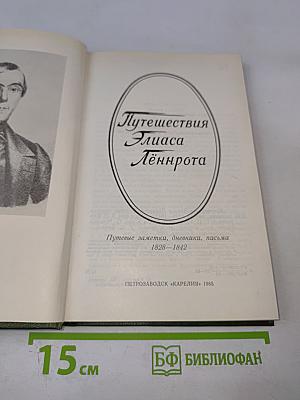 Путешествия
Элиаса
Лённрота
Путевые заметки, дневники, письма
1828—1842
ПЕТРОЗАВОДСК «КАРЕЛИЯ» 1985
15 см
БФ БИБЛИОФАН